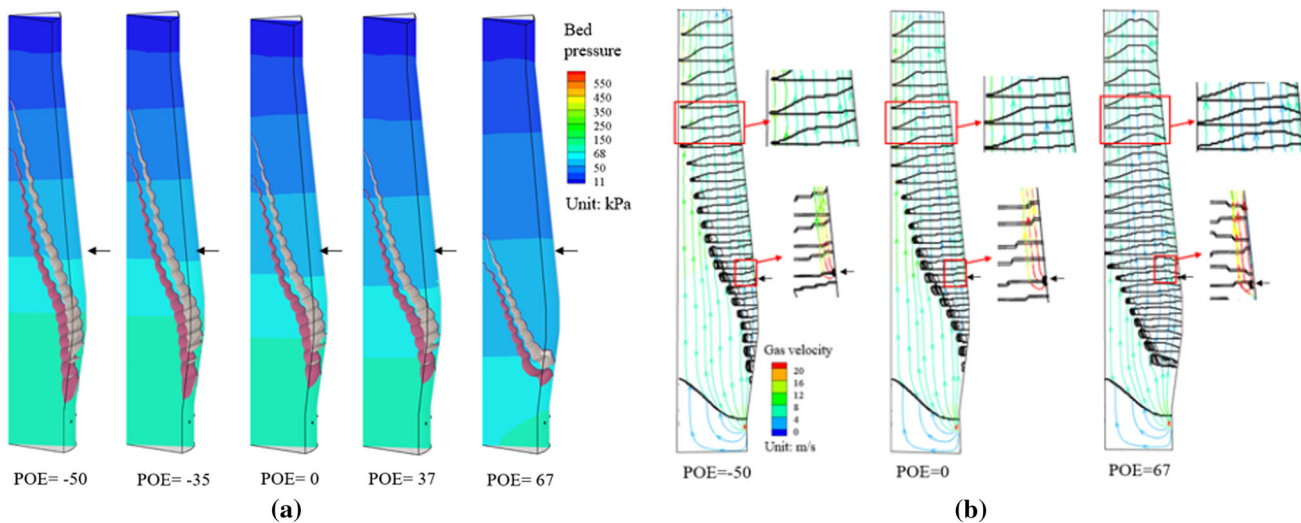 Bed
pressure
550
450
350
250
150
68
50
11
Unit: kPa
POE= -50
POE= -35
POE= 0
POE= 37
POE= 67
(a)
Gas velocity
20
16
12
8
4
0
Unit: m/s
POE=-50
POE=0
POE=67
(b)